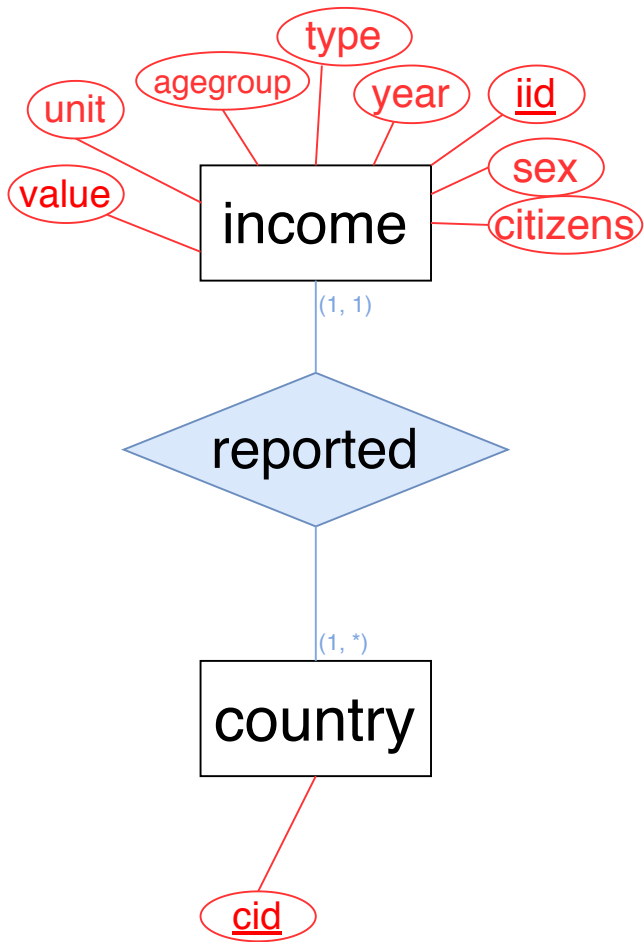 type
agegroup
unit
year
iid
value
sex
income
citizens
(1, 1)
reported
(1, *)
country
cid